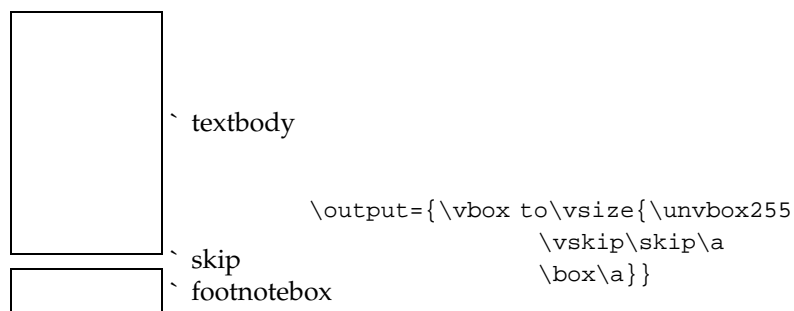 ` textbody
\output={\vbox to\vsize{\unvbox255
` skip
\vskip\skip\a
` footnotebox
\box\a}}